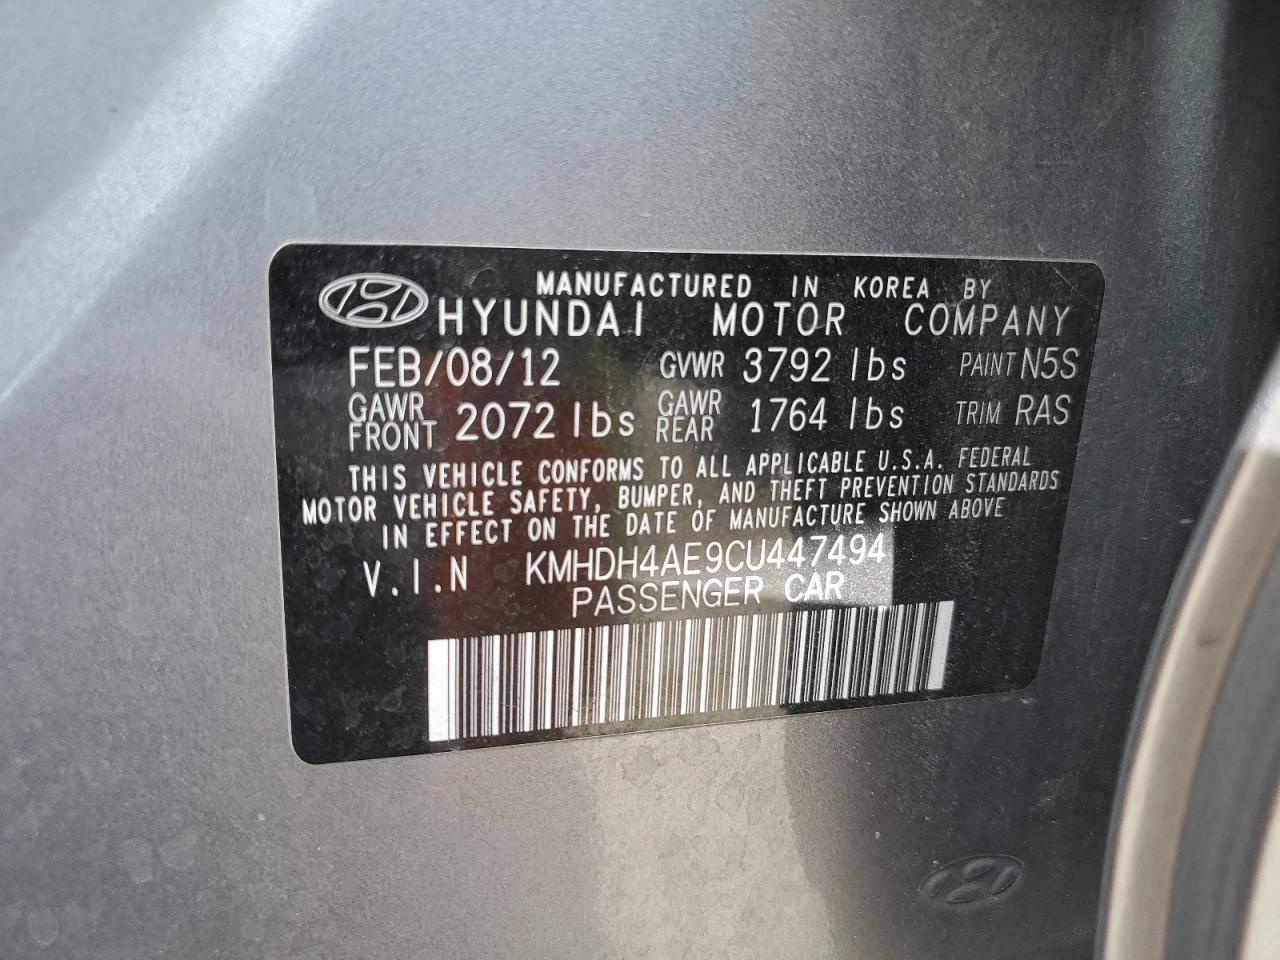 MANUFACTURED IN KOREA BY
HYUNDAI MOTOR COMPANY
FEB/08/12 GVWR 3792 lbs PAINT N5S
GAWR FRONT 2072 lbs GAWR REAR 1764 lbs TRIM RAS
THIS VEHICLE CONFORMS TO ALL APPLICABLE U.S.A. FEDERAL
MOTOR VEHICLE SAFETY, BUMPER, AND THEFT PREVENTION STANDARDS
IN EFFECT ON THE DATE OF MANUFACTURE SHOWN ABOVE
V.I.N KMHDH4AE9CU447494
PASSENGER CAR